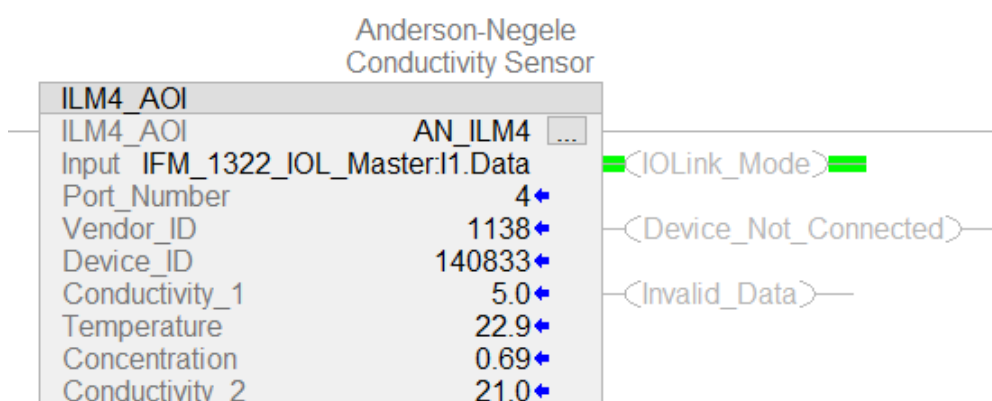 Anderson-Negele
Conductivity Sensor
ILM4_AOI
ILM4_AOI AN_ILM4 ...
Input IFM_1322_IOL_Master:I1.Data IOLink_Mode
Port_Number 4
Vendor_ID 1138 Device_Not_Connected
Device_ID 140833
Conductivity_1 5.0 Invalid_Data
Temperature 22.9
Concentration 0.69
Conductivity_2 21.0